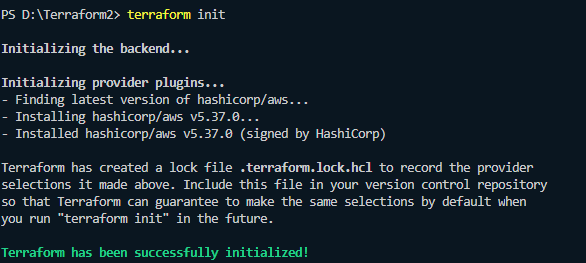 PS D:\Terraform2> terraform init
Initializing the backend...
Initializing provider plugins...
- Finding latest version of hashicorp/aws...
- Installing hashicorp/aws v5.37.0...
- Installed hashicorp/aws v5.37.0 (signed by HashiCorp)
Terraform has created a lock file .terraform.lock.hcl to record the provider
selections it made above. Include this file in your version control repository
so that Terraform can guarantee to make the same selections by default when
you run "terraform init" in the future.
Terraform has been successfully initialized!